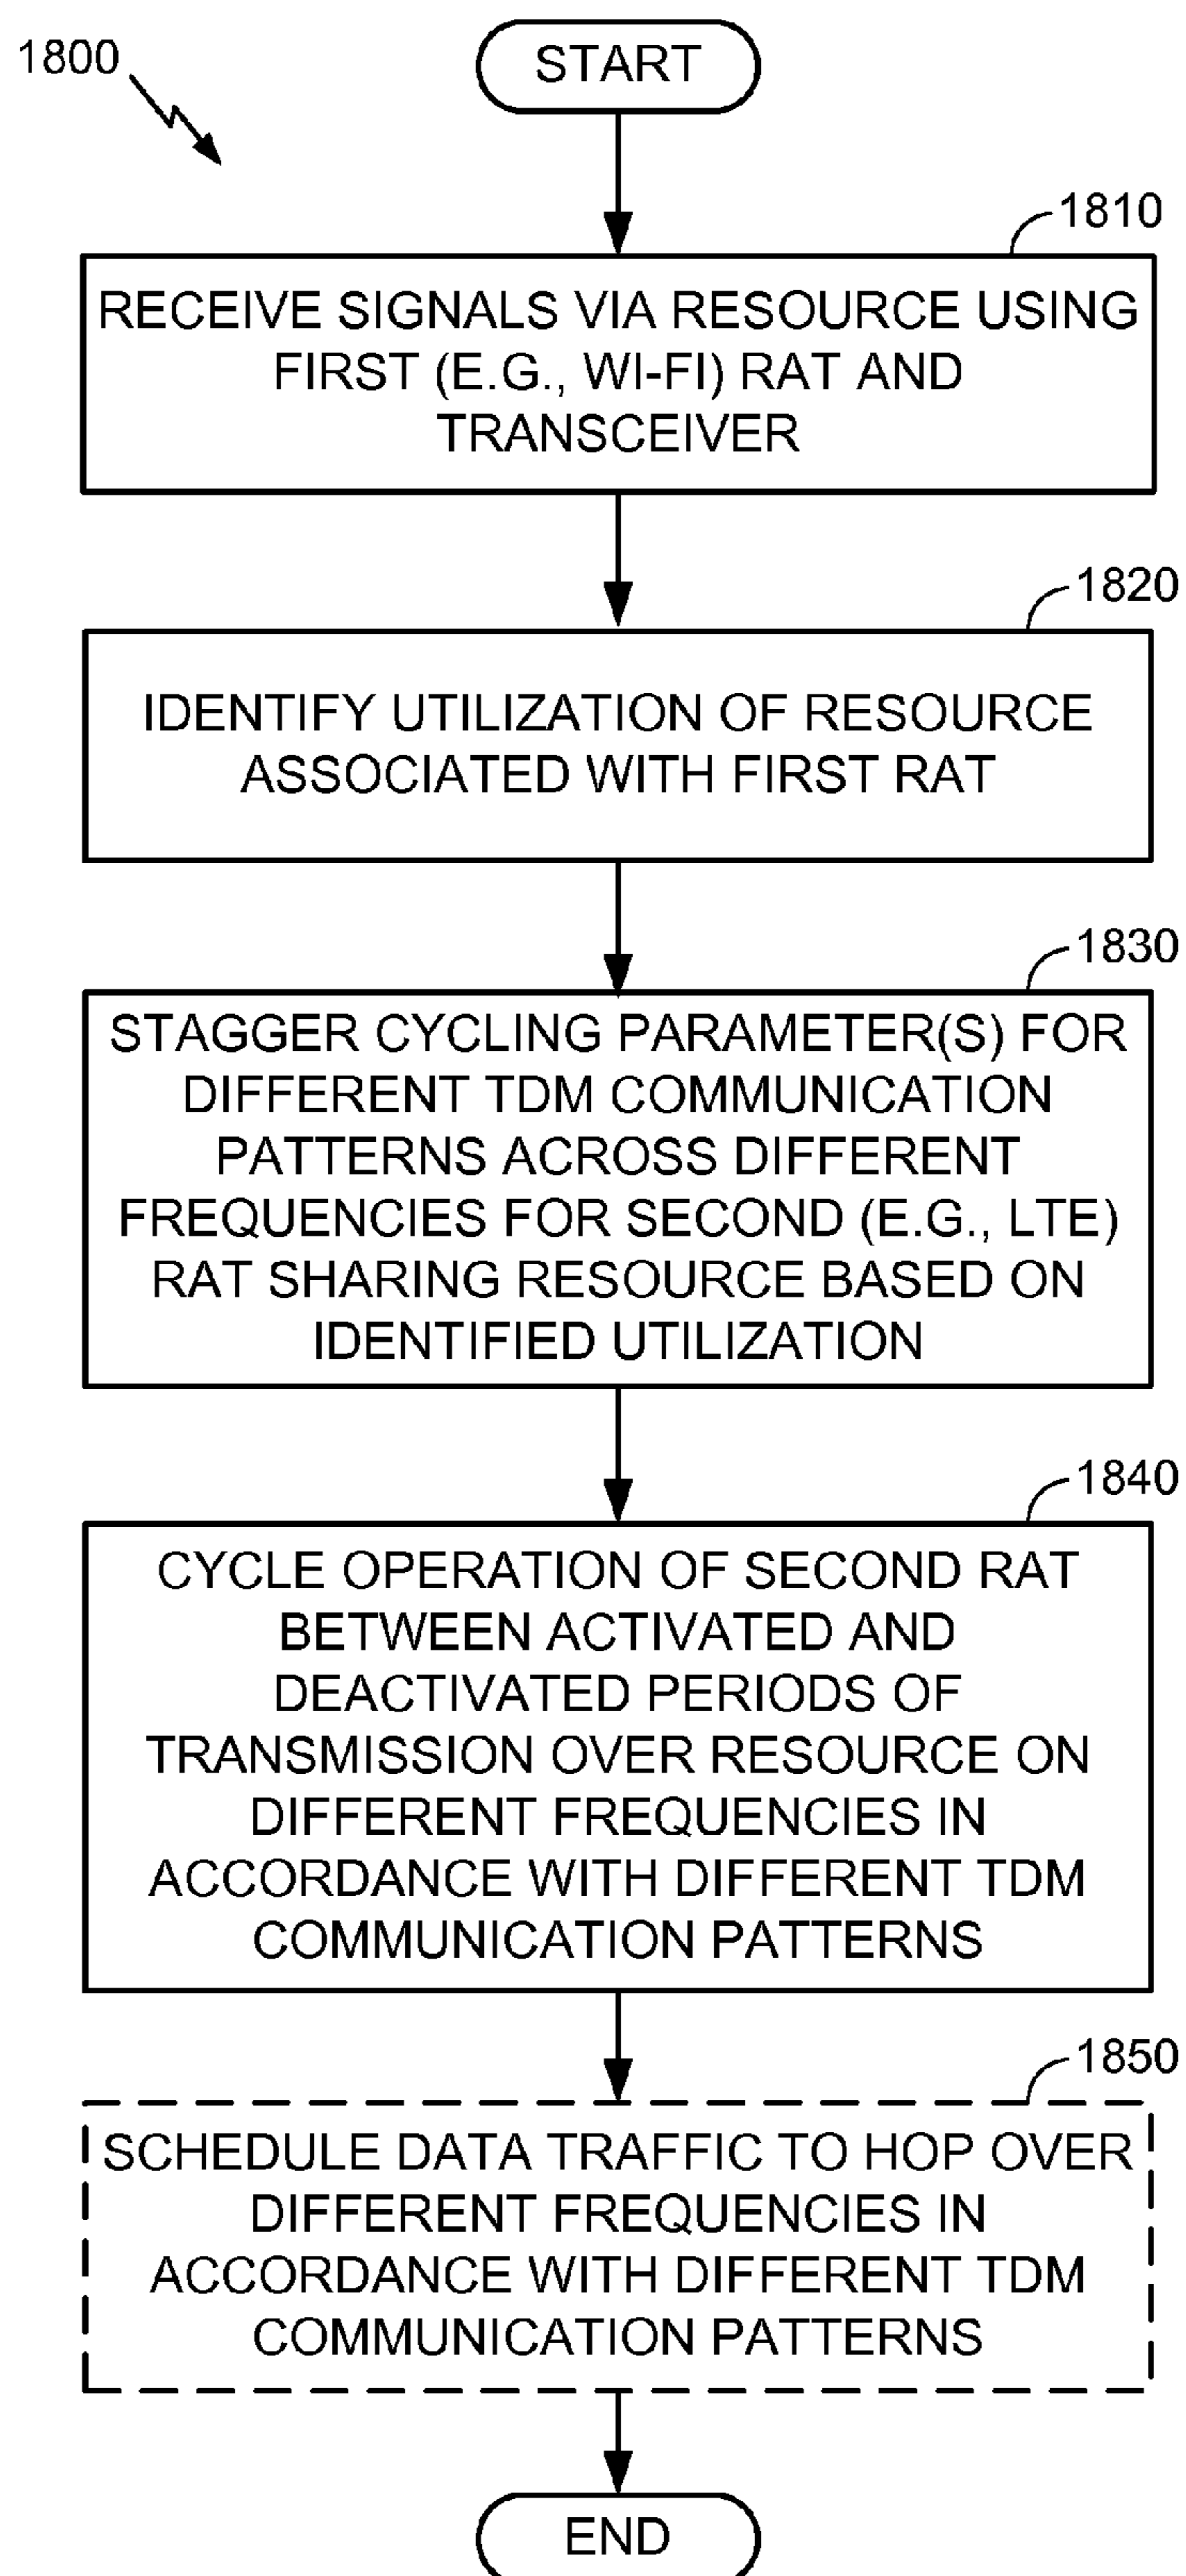 1800
START
1810
RECEIVE SIGNALS VIA RESOURCE USING
FIRST (E.G., WI-FI) RAT AND
TRANSCEIVER
1820
IDENTIFY UTILIZATION OF RESOURCE
ASSOCIATED WITH FIRST RAT
1830
STAGGER CYCLING PARAMETER(S) FOR
DIFFERENT TDM COMMUNICATION
PATTERNS ACROSS DIFFERENT
FREQUENCIES FOR SECOND (E.G., LTE)
RAT SHARING RESOURCE BASED ON
IDENTIFIED UTILIZATION
1840
CYCLE OPERATION OF SECOND RAT
BETWEEN ACTIVATED AND
DEACTIVATED PERIODS OF
TRANSMISSION OVER RESOURCE ON
DIFFERENT FREQUENCIES IN
ACCORDANCE WITH DIFFERENT TDM
COMMUNICATION PATTERNS
1850
SCHEDULE DATA TRAFFIC TO HOP OVER
DIFFERENT FREQUENCIES IN
ACCORDANCE WITH DIFFERENT TDM
COMMUNICATION PATTERNS
END